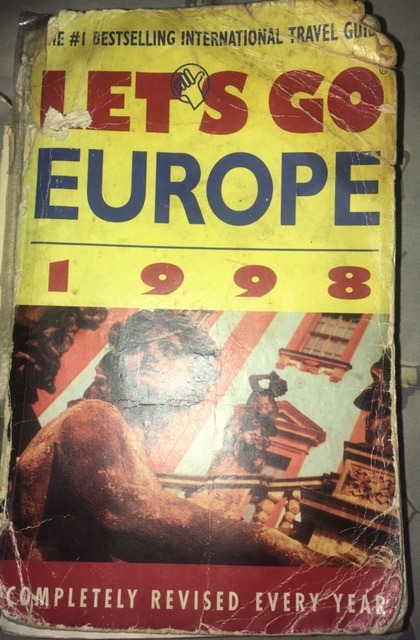 THE #1 BESTSELLING INTERNATIONAL TRAVEL GUIDE
LET'S GO
EUROPE
1998
COMPLETELY REVISED EVERY YEAR